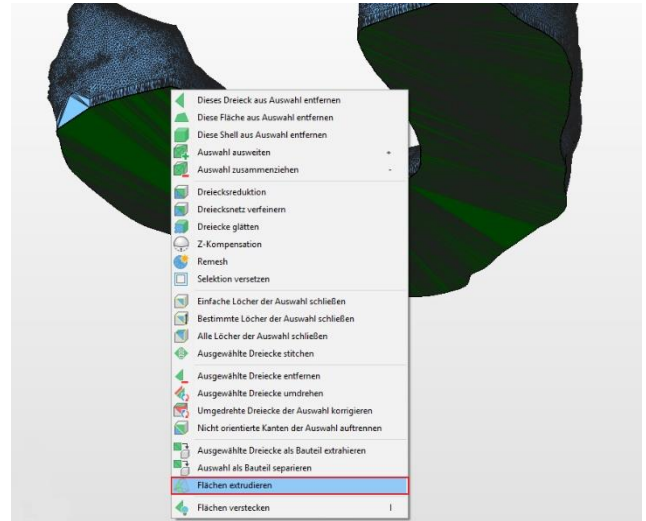 Dieses Dreieck aus Auswahl entfernen
Diese Fläche aus Auswahl entfernen
Diese Shell aus Auswahl entfernen
Auswahl ausweiten +
Auswahl zusammenziehen -
Dreiecksreduktion
Dreiecksnetz verfeinern
Dreiecke glätten
Z-Kompensation
Remesh
Selektion versetzen
Einfache Löcher der Auswahl schließen
Bestimmte Löcher der Auswahl schließen
Alle Löcher der Auswahl schließen
Ausgewählte Dreiecke stitchen
Ausgewählte Dreiecke entfernen
Ausgewählte Dreiecke umdrehen
Umgedrehte Dreiecke der Auswahl korrigieren
Nicht orientierte Kanten der Auswahl auftrennen
Ausgewählte Dreiecke als Bauteil extrahieren
Auswahl als Bauteil separieren
Flächen extrudieren
Flächen verstecken I